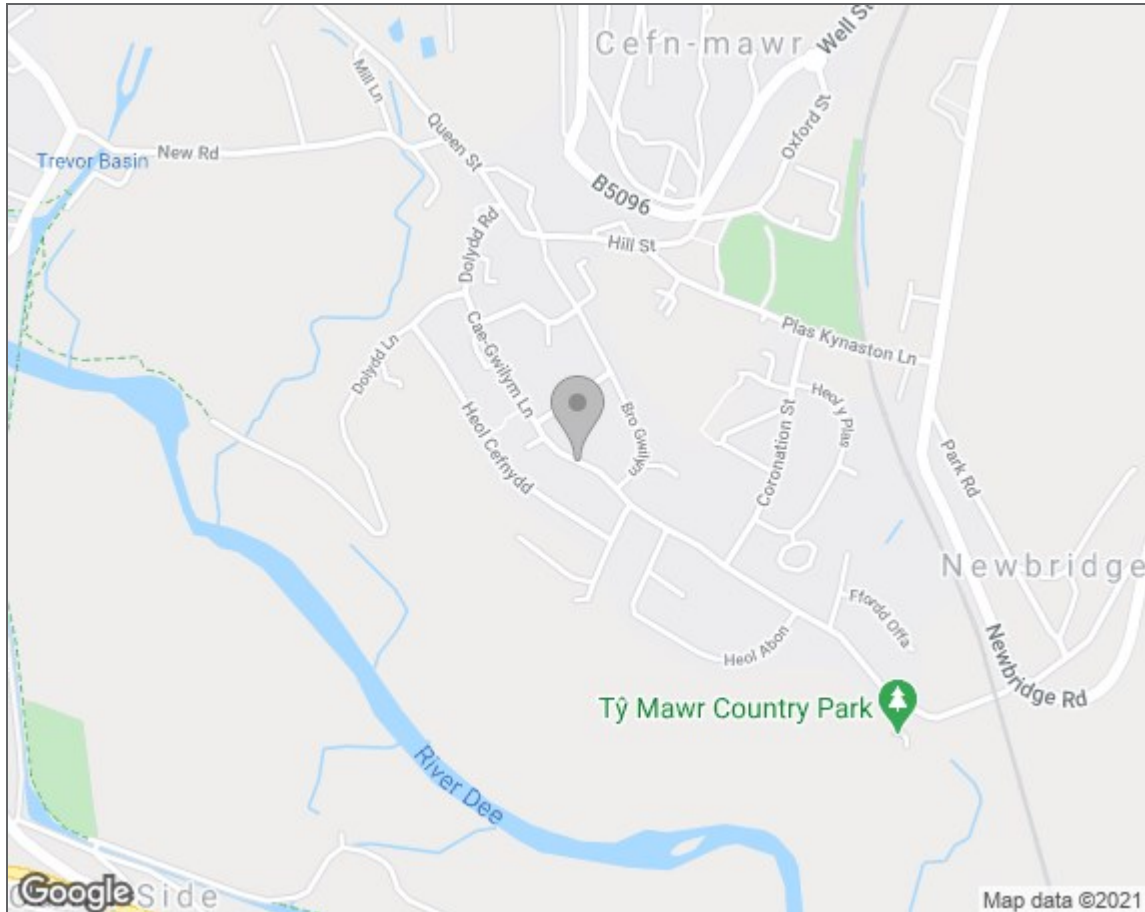 Cefn-mawr
Well St
Mill Ln
Queen St
Oxford St
New Rd
Trevor Basin
B5096
Hill St
Dolydd Rd
Plas Kynaston Ln
Cae-Gwilym Ln
Dolydd Ln
Heol y Plas
Bro Gwilym
Heol Cefnydd
Coronation St
Park Rd
Newbridge
Ffordd Offa
Heol Abon
Newbridge Rd
Tŷ Mawr Country Park
River Dee
Google
Side
Map data ©2021